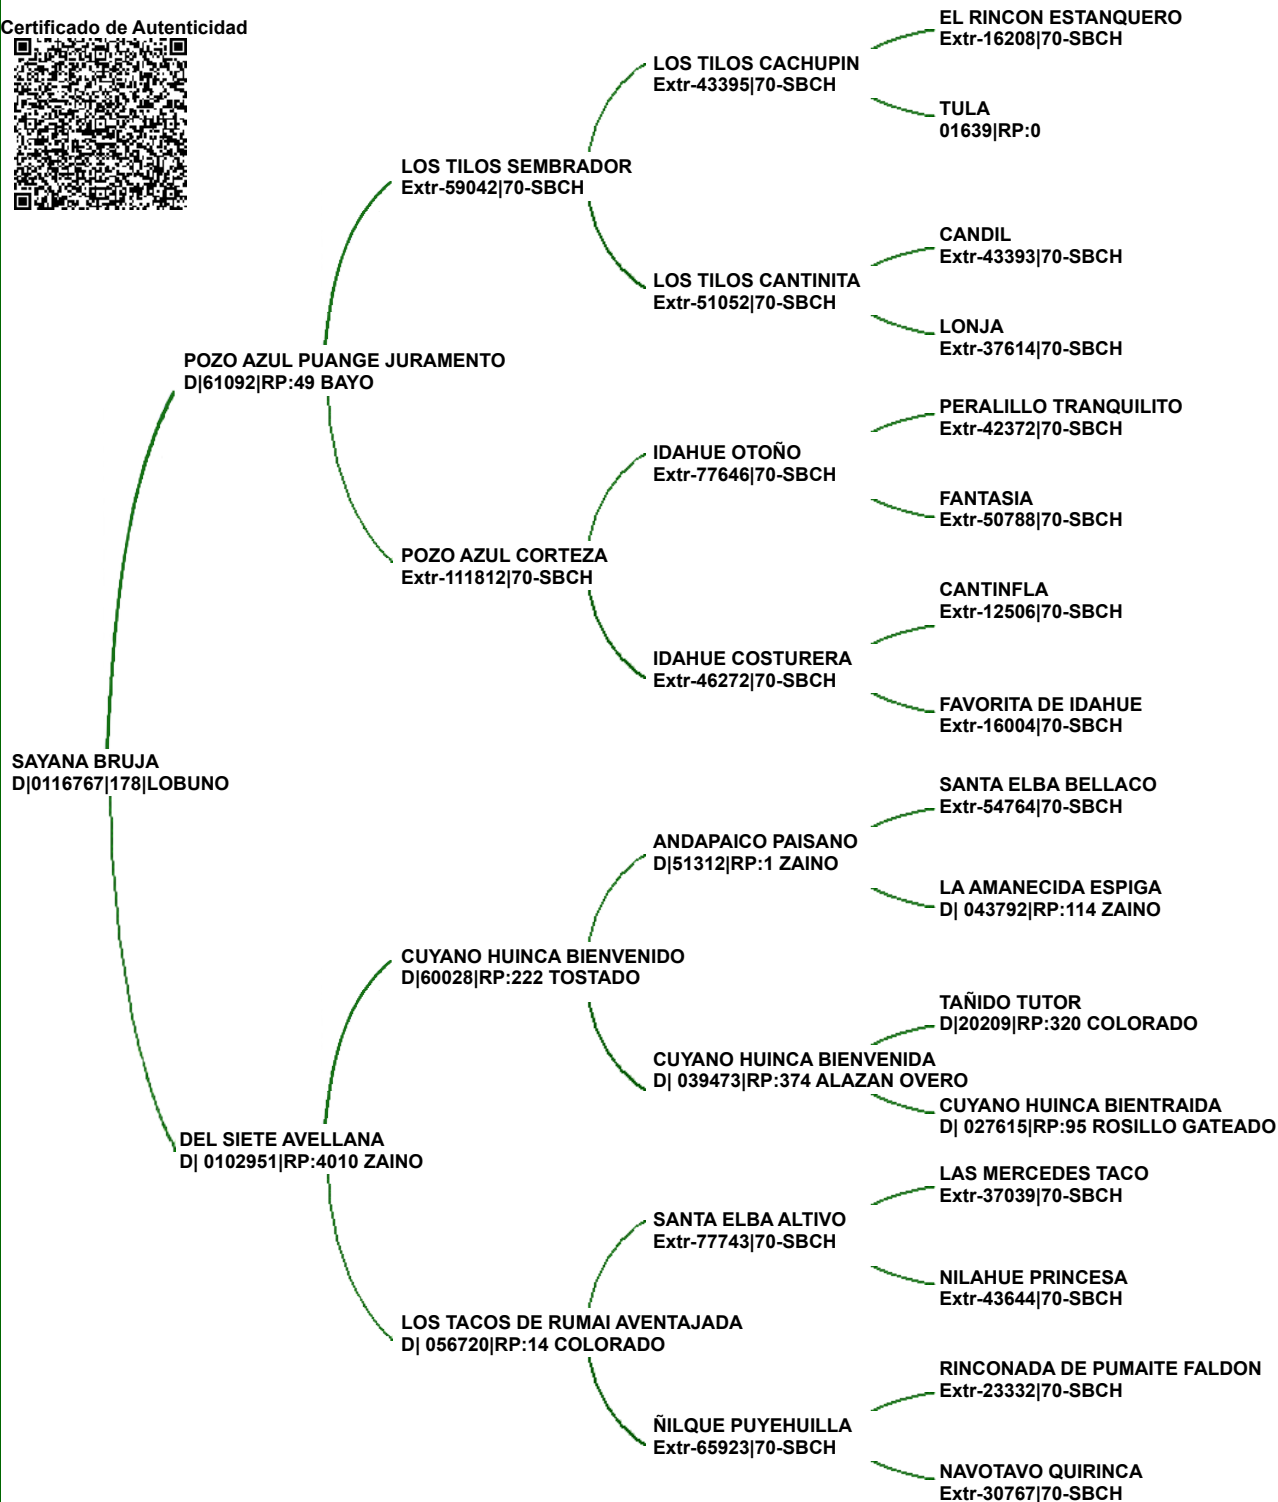 Certificado de Autenticidad
EL RINCON ESTANQUERO
Extr-16208|70-SBCH
LOS TILOS CACHUPIN
Extr-43395|70-SBCH
TULA
01639|RP:0
LOS TILOS SEMBRADOR
Extr-59042|70-SBCH
CANDIL
Extr-43393|70-SBCH
LOS TILOS CANTINITA
Extr-51052|70-SBCH
LONJA
Extr-37614|70-SBCH
POZO AZUL PUANGE JURAMENTO
D|61092|RP:49 BAYO
PERALILLO TRANQUILITO
Extr-42372|70-SBCH
IDAHUE OTOÑO
Extr-77646|70-SBCH
FANTASIA
Extr-50788|70-SBCH
POZO AZUL CORTEZA
Extr-111812|70-SBCH
CANTINFLA
Extr-12506|70-SBCH
IDAHUE COSTURERA
Extr-46272|70-SBCH
FAVORITA DE IDAHUE
Extr-16004|70-SBCH
SAYANA BRUJA
D|0116767|178|LOBUNO
SANTA ELBA BELLACO
Extr-54764|70-SBCH
ANDAPAICO PAISANO
D|51312|RP:1 ZAINO
LA AMANECIDA ESPIGA
D| 043792|RP:114 ZAINO
CUYANO HUINCA BIENVENIDO
D|60028|RP:222 TOSTADO
TAÑIDO TUTOR
D|20209|RP:320 COLORADO
CUYANO HUINCA BIENVENIDA
D| 039473|RP:374 ALAZAN OVERO
CUYANO HUINCA BIENTRAIDA
D| 027615|RP:95 ROSILLO GATEADO
DEL SIETE AVELLANA
D| 0102951|RP:4010 ZAINO
LAS MERCEDES TACO
Extr-37039|70-SBCH
SANTA ELBA ALTIVO
Extr-77743|70-SBCH
NILAHUE PRINCESA
Extr-43644|70-SBCH
LOS TACOS DE RUMAI AVENTAJADA
D| 056720|RP:14 COLORADO
RINCONADA DE PUMAITE FALDON
Extr-23332|70-SBCH
ÑILQUE PUYEHUILLA
Extr-65923|70-SBCH
NAVOTAVO QUIRINCA
Extr-30767|70-SBCH